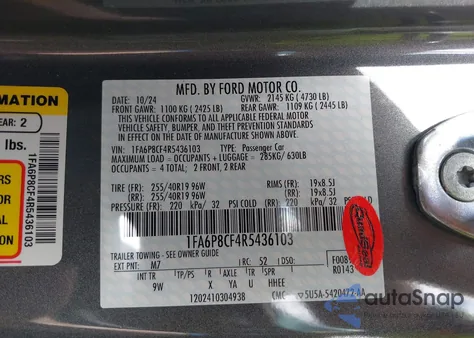 MFD. BY FORD MOTOR CO.
DATE: 10/24 GVWR: 2145 KG ( 4730 LB)
FRONT GAWR: 1100 KG ( 2425 LB) REAR GAWR: 1109 KG ( 2445 LB)
THIS VEHICLE CONFORMS TO ALL APPLICABLE FEDERAL MOTOR
VEHICLE SAFETY, BUMPER, AND THEFT PREVENTION STANDARDS IN EFFECT ON THE
DATE OF MANUFACTURE SHOWN ABOVE.
VIN: 1FA6P8CF4R5436103 TYPE: Passenger Car
MAXIMUM LOAD = OCCUPANTS + LUGGAGE = 285KG/ 630LB
OCCUPANTS = 4 TOTAL; 2 FRONT, 2 REAR
TIRE (FR): 255/40R19 96W RIMS (FR): 19x8.5J
(RR): 255/40R19 96W (RR): 19x8.5J
PRESSURE (FR): 220 kPa/ 32 PSI COLD (RR): 220 kPa/ 32 PSI COLD
1FA6P8CF4R5436103
TRAILER TOWING - SEE OWNER GUIDE
EXT PNT: M7 RC: 52 DSO: F008
R0143
INT TR TP/PS R AXLE TR
9W X YA U HHEE
1202410304938 CMC 5U5A-5420472-AA
MATION
EAR: 2
lbs.
1FA6P8CF4R5436103
RS
autoSnap